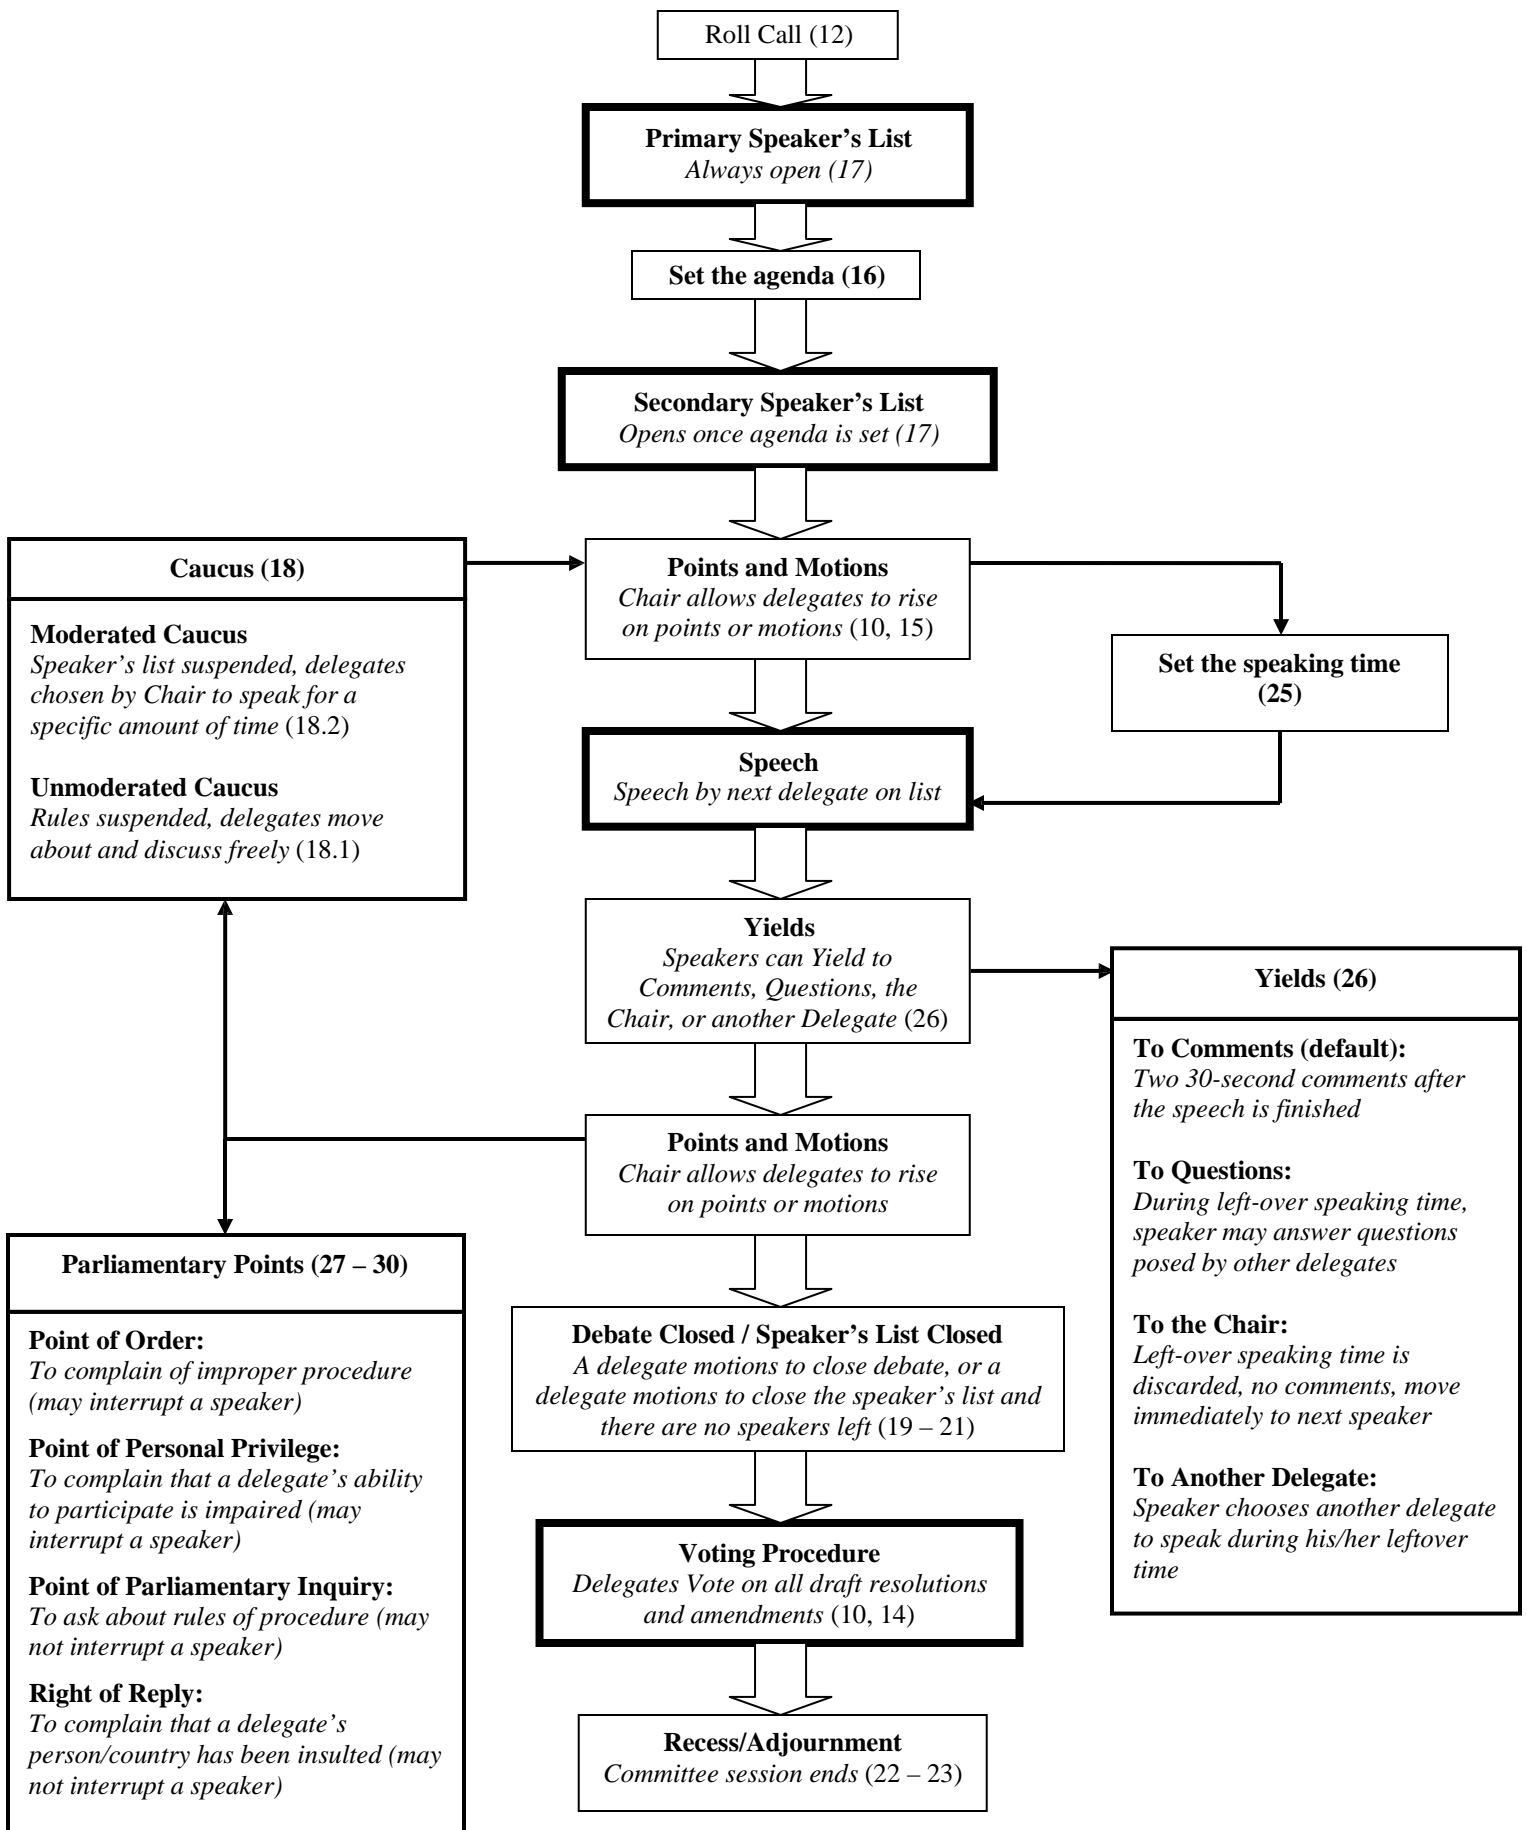 Roll Call (12)
Primary Speaker’s List
Always open (17)
Set the agenda (16)
Secondary Speaker’s List
Opens once agenda is set (17)
Caucus (18)
Moderated Caucus
Speaker’s list suspended, delegates
chosen by Chair to speak for a
specific amount of time (18.2)
Unmoderated Caucus
Rules suspended, delegates move
about and discuss freely (18.1)
Points and Motions
Chair allows delegates to rise
on points or motions (10, 15)
Set the speaking time
(25)
Speech
Speech by next delegate on list
Yields
Speakers can Yield to
Comments, Questions, the
Chair, or another Delegate (26)
Yields (26)
To Comments (default):
Two 30-second comments after
the speech is finished
To Questions:
During left-over speaking time,
speaker may answer questions
posed by other delegates
To the Chair:
Left-over speaking time is
discarded, no comments, move
immediately to next speaker
To Another Delegate:
Speaker chooses another delegate
to speak during his/her leftover
time
Points and Motions
Chair allows delegates to rise
on points or motions
Parliamentary Points (27 – 30)
Point of Order:
To complain of improper procedure
(may interrupt a speaker)
Point of Personal Privilege:
To complain that a delegate’s ability
to participate is impaired (may
interrupt a speaker)
Point of Parliamentary Inquiry:
To ask about rules of procedure (may
not interrupt a speaker)
Right of Reply:
To complain that a delegate’s
person/country has been insulted (may
not interrupt a speaker)
Debate Closed / Speaker’s List Closed
A delegate motions to close debate, or a
delegate motions to close the speaker’s list and
there are no speakers left (19 – 21)
Voting Procedure
Delegates Vote on all draft resolutions
and amendments (10, 14)
Recess/Adjournment
Committee session ends (22 – 23)